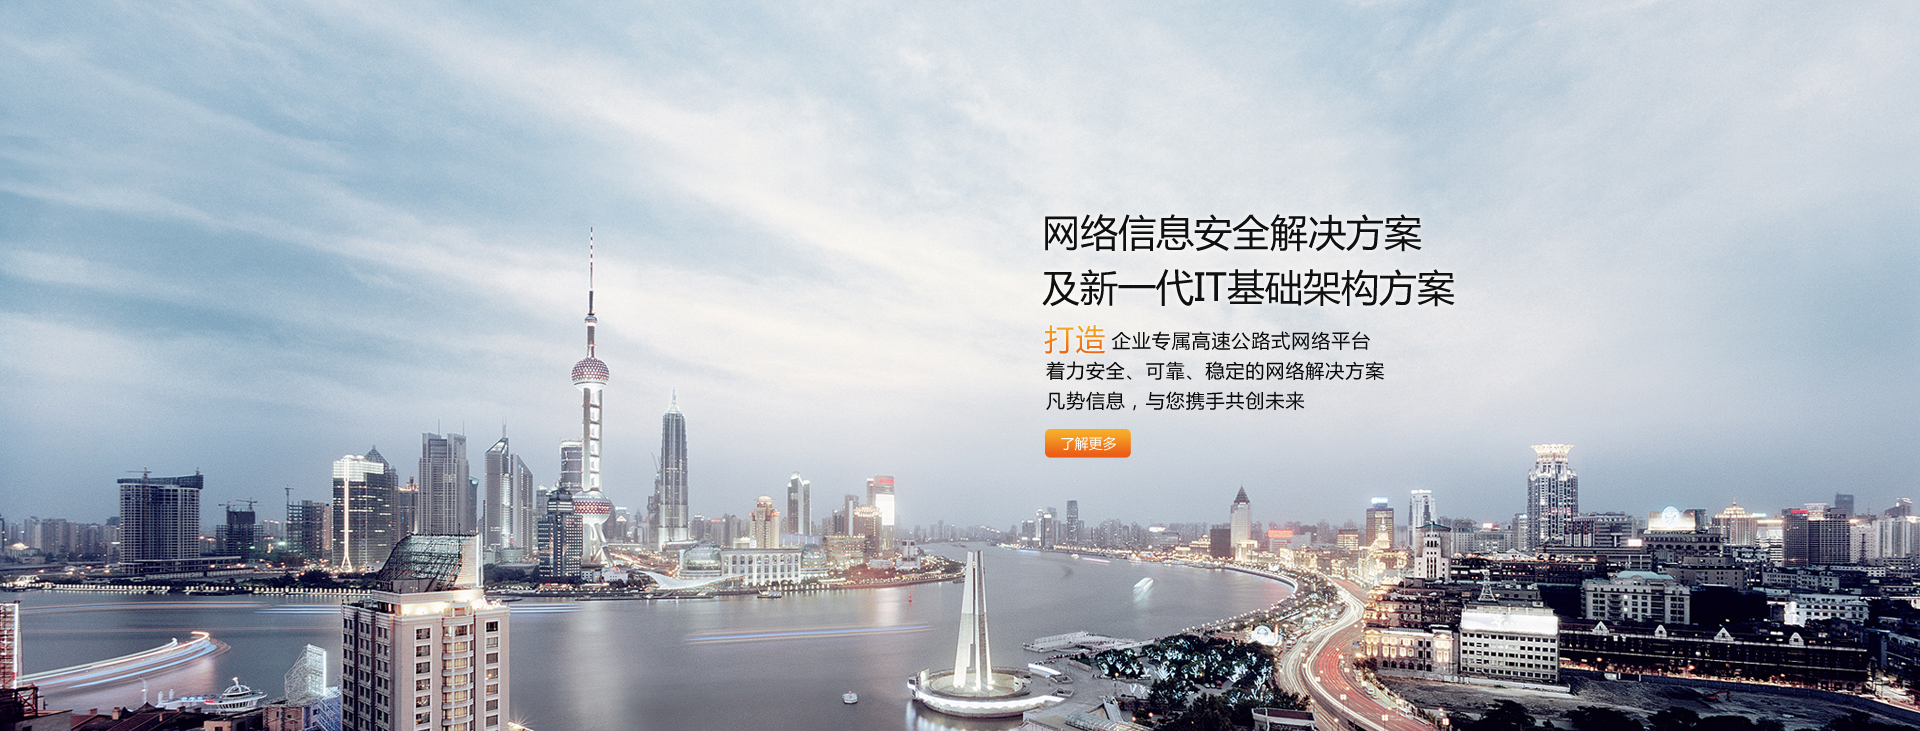 网络信息安全解决方案
及新一代IT基础架构方案
打造 企业专属高速公路式网络平台
着力安全、可靠、稳定的网络解决方案
凡势信息，与您携手共创未来
了解更多